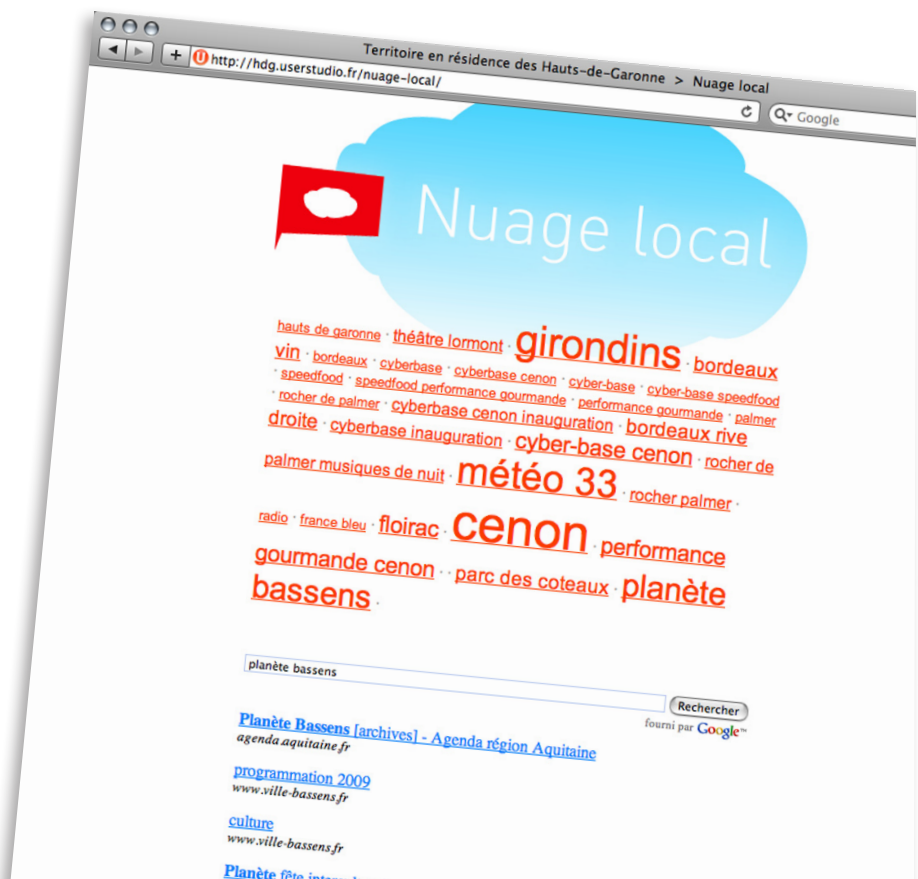 Territoire en résidence des Hauts-de-Garonne > Nuage local
http://hdg.userstudio.fr/nuage-local/
Google
Nuage local
hauts de garonne · théâtre lormont · girondins · bordeaux
vin · bordeaux · cyberbase · cyberbase cenon · cyber-base · cyber-base speedfood
· speedfood · speedfood performance gourmande · performance gourmande · palmer
· rocher de palmer · cyberbase cenon inauguration · bordeaux rive
droite · cyberbase inauguration · cyber-base cenon · rocher de
palmer musiques de nuit · météo 33 · rocher palmer ·
radio · france bleu · floirac · cenon · performance
gourmande cenon · · parc des coteaux · planète
bassens ·
planète bassens
Rechercher
fourni par Google™
Planète Bassens [archives] - Agenda région Aquitaine
agenda.aquitaine.fr
programmation 2009
www.ville-bassens.fr
culture
www.ville-bassens.fr
Planète fête